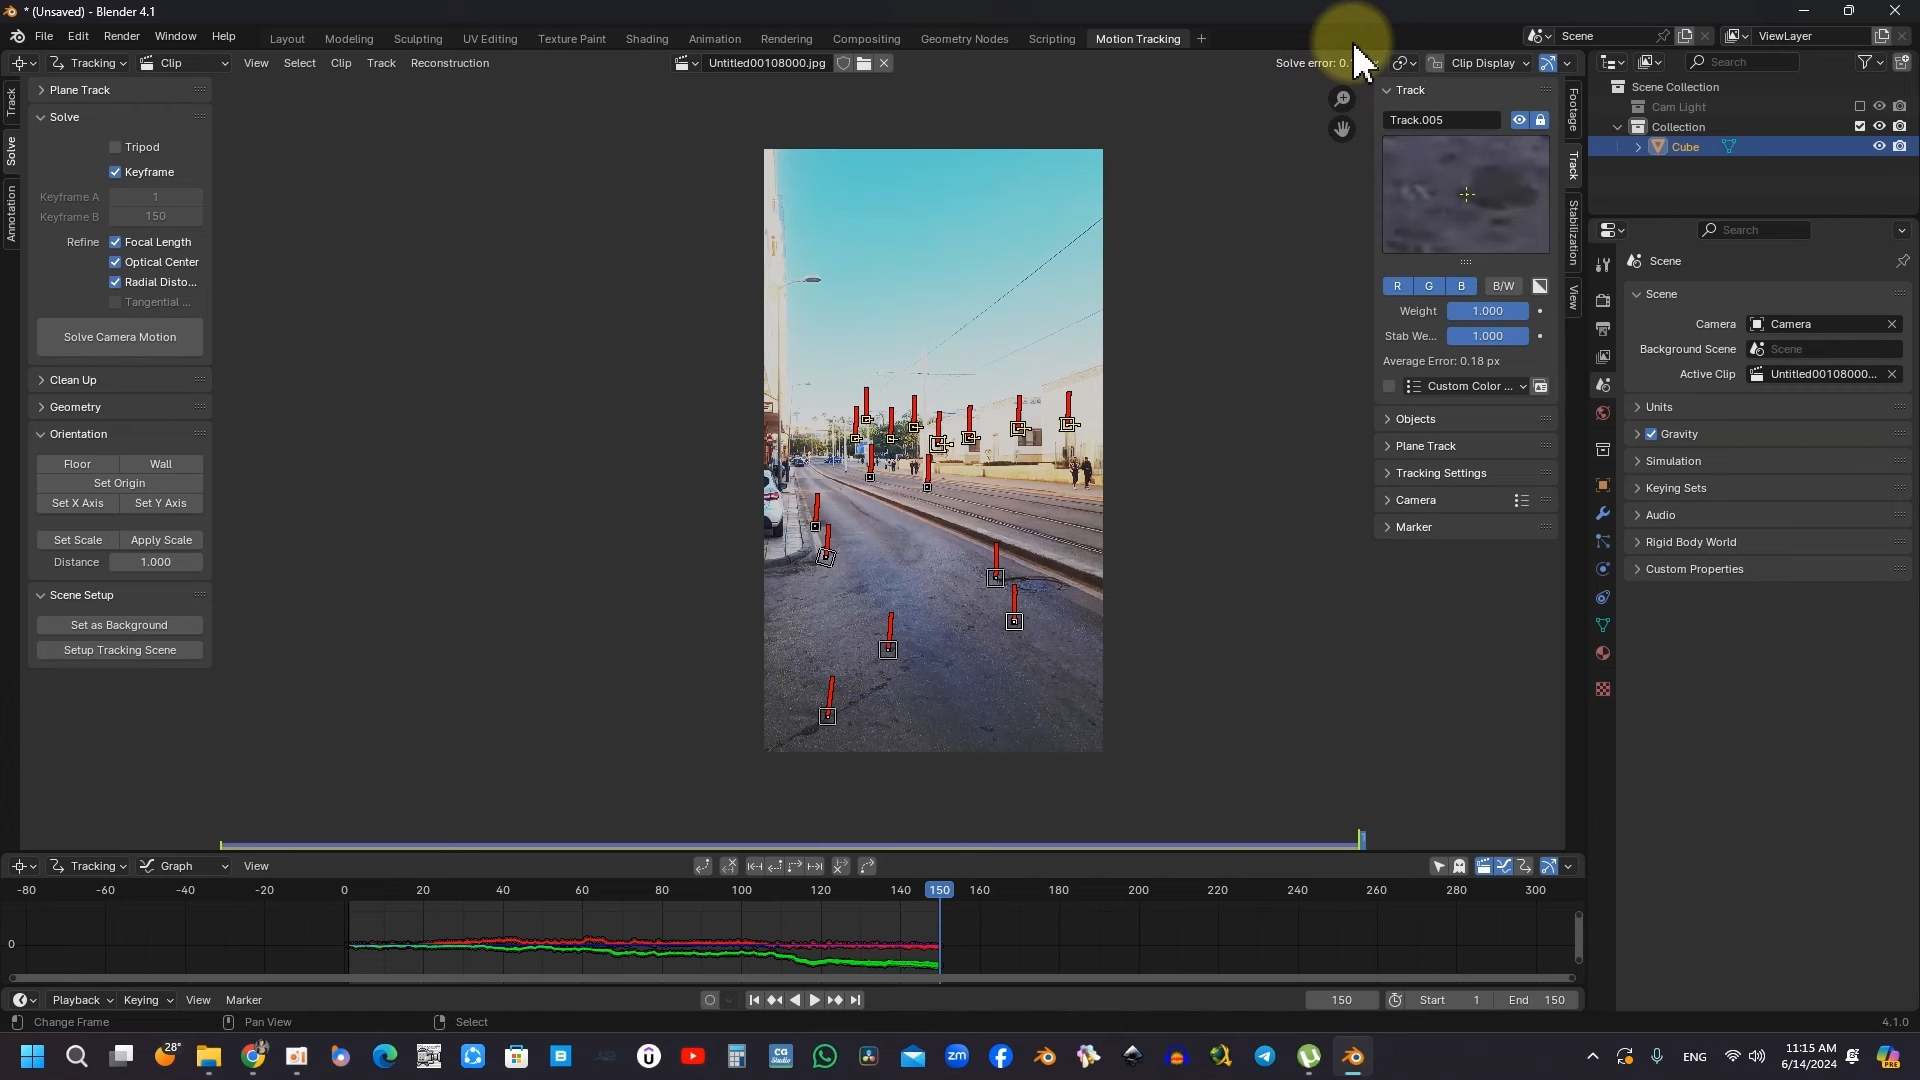 * (Unsaved) - Blender 4.1
File Edit Render Window Help
Layout Modeling Sculpting UV Editing Texture Paint Shading Animation Rendering Compositing Geometry Nodes Scripting Motion Tracking +
Scene ViewLayer
Tracking Clip View Select Clip Track Reconstruction
Untitled00108000.jpg
Solve error: 0.
Clip Display
Search
Track
Solve
Annotation
Plane Track
Solve
Tripod
Keyframe
Keyframe A 1
Keyframe B 150
Refine Focal Length
Optical Center
Radial Disto...
Tangential ...
Solve Camera Motion
Clean Up
Geometry
Orientation
Floor Wall
Set Origin
Set X Axis Set Y Axis
Set Scale Apply Scale
Distance 1.000
Scene Setup
Set as Background
Setup Tracking Scene
Track
Track.005
R G B B/W
Weight 1.000
Stab We... 1.000
Average Error: 0.18 px
Custom Color ...
Objects
Plane Track
Tracking Settings
Camera
Marker
Footage
Track
Stabilization
View
Scene Collection
Cam Light
Collection
Cube
Search
Scene
Scene
Camera Camera
Background Scene Scene
Active Clip Untitled00108000...
Units
Gravity
Simulation
Keying Sets
Audio
Rigid Body World
Custom Properties
Tracking Graph View
-80 -60 -40 -20 0 20 40 60 80 100 120 140 150 160 180 200 220 240 260 280 300
0
Playback Keying View Marker
150 Start 1 End 150
Change Frame Pan View Select
4.1.0
28°
CG
Studio
zm
ENG
11:15 AM
6/14/2024
PRE